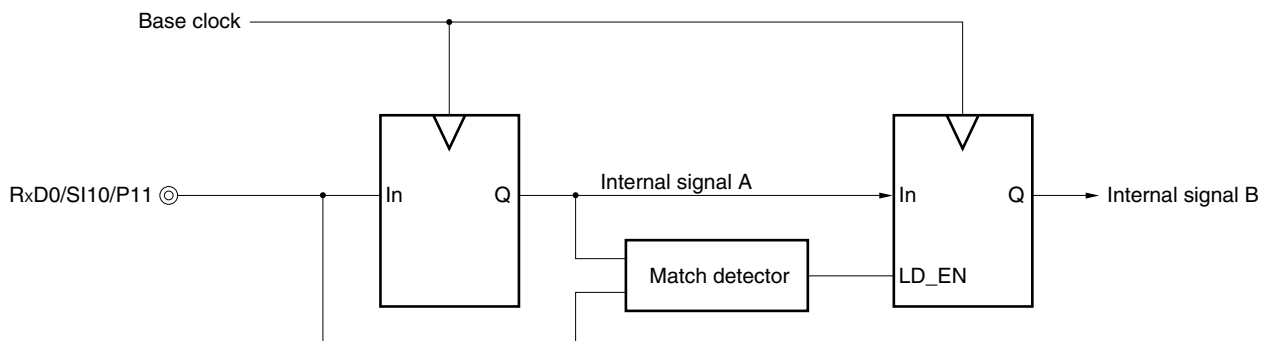 Base clock
RxD0/SI10/P11
In
Q
Internal signal A
In
Q
Internal signal B
Match detector
LD_EN